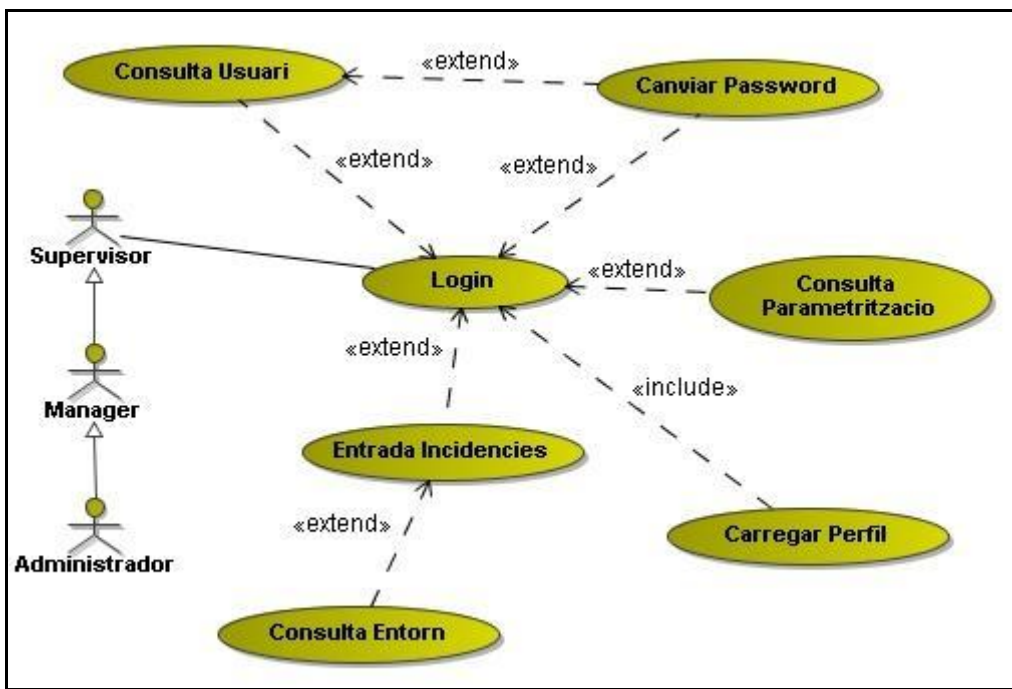 «extend»
Consulta Usuari
Canviar Password
«extend»
«extend»
Supervisor
Login
«extend»
Consulta
Parametritzacio
«extend»
«include»
Manager
Entrada Incidencies
«extend»
Carregar Perfil
Administrador
Consulta Entorn